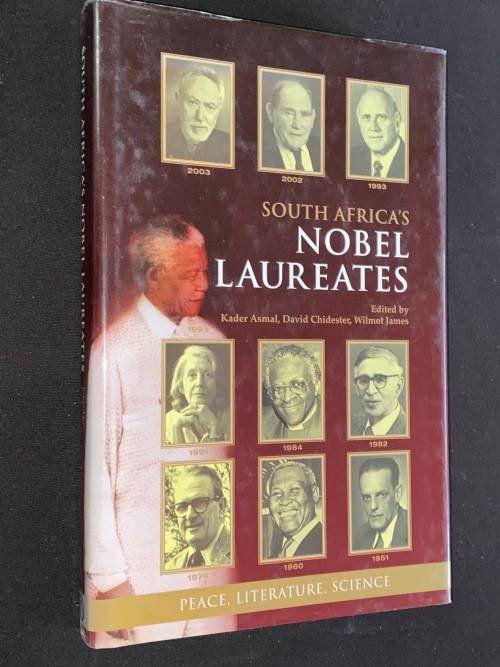 2003
2002
1993
SOUTH AFRICA'S
NOBEL
LAUREATES
Edited by
Kader Asmal, David Chidester, Wilmot James
1993
1991
1984
1982
1979
1960
1951
PEACE, LITERATURE, SCIENCE